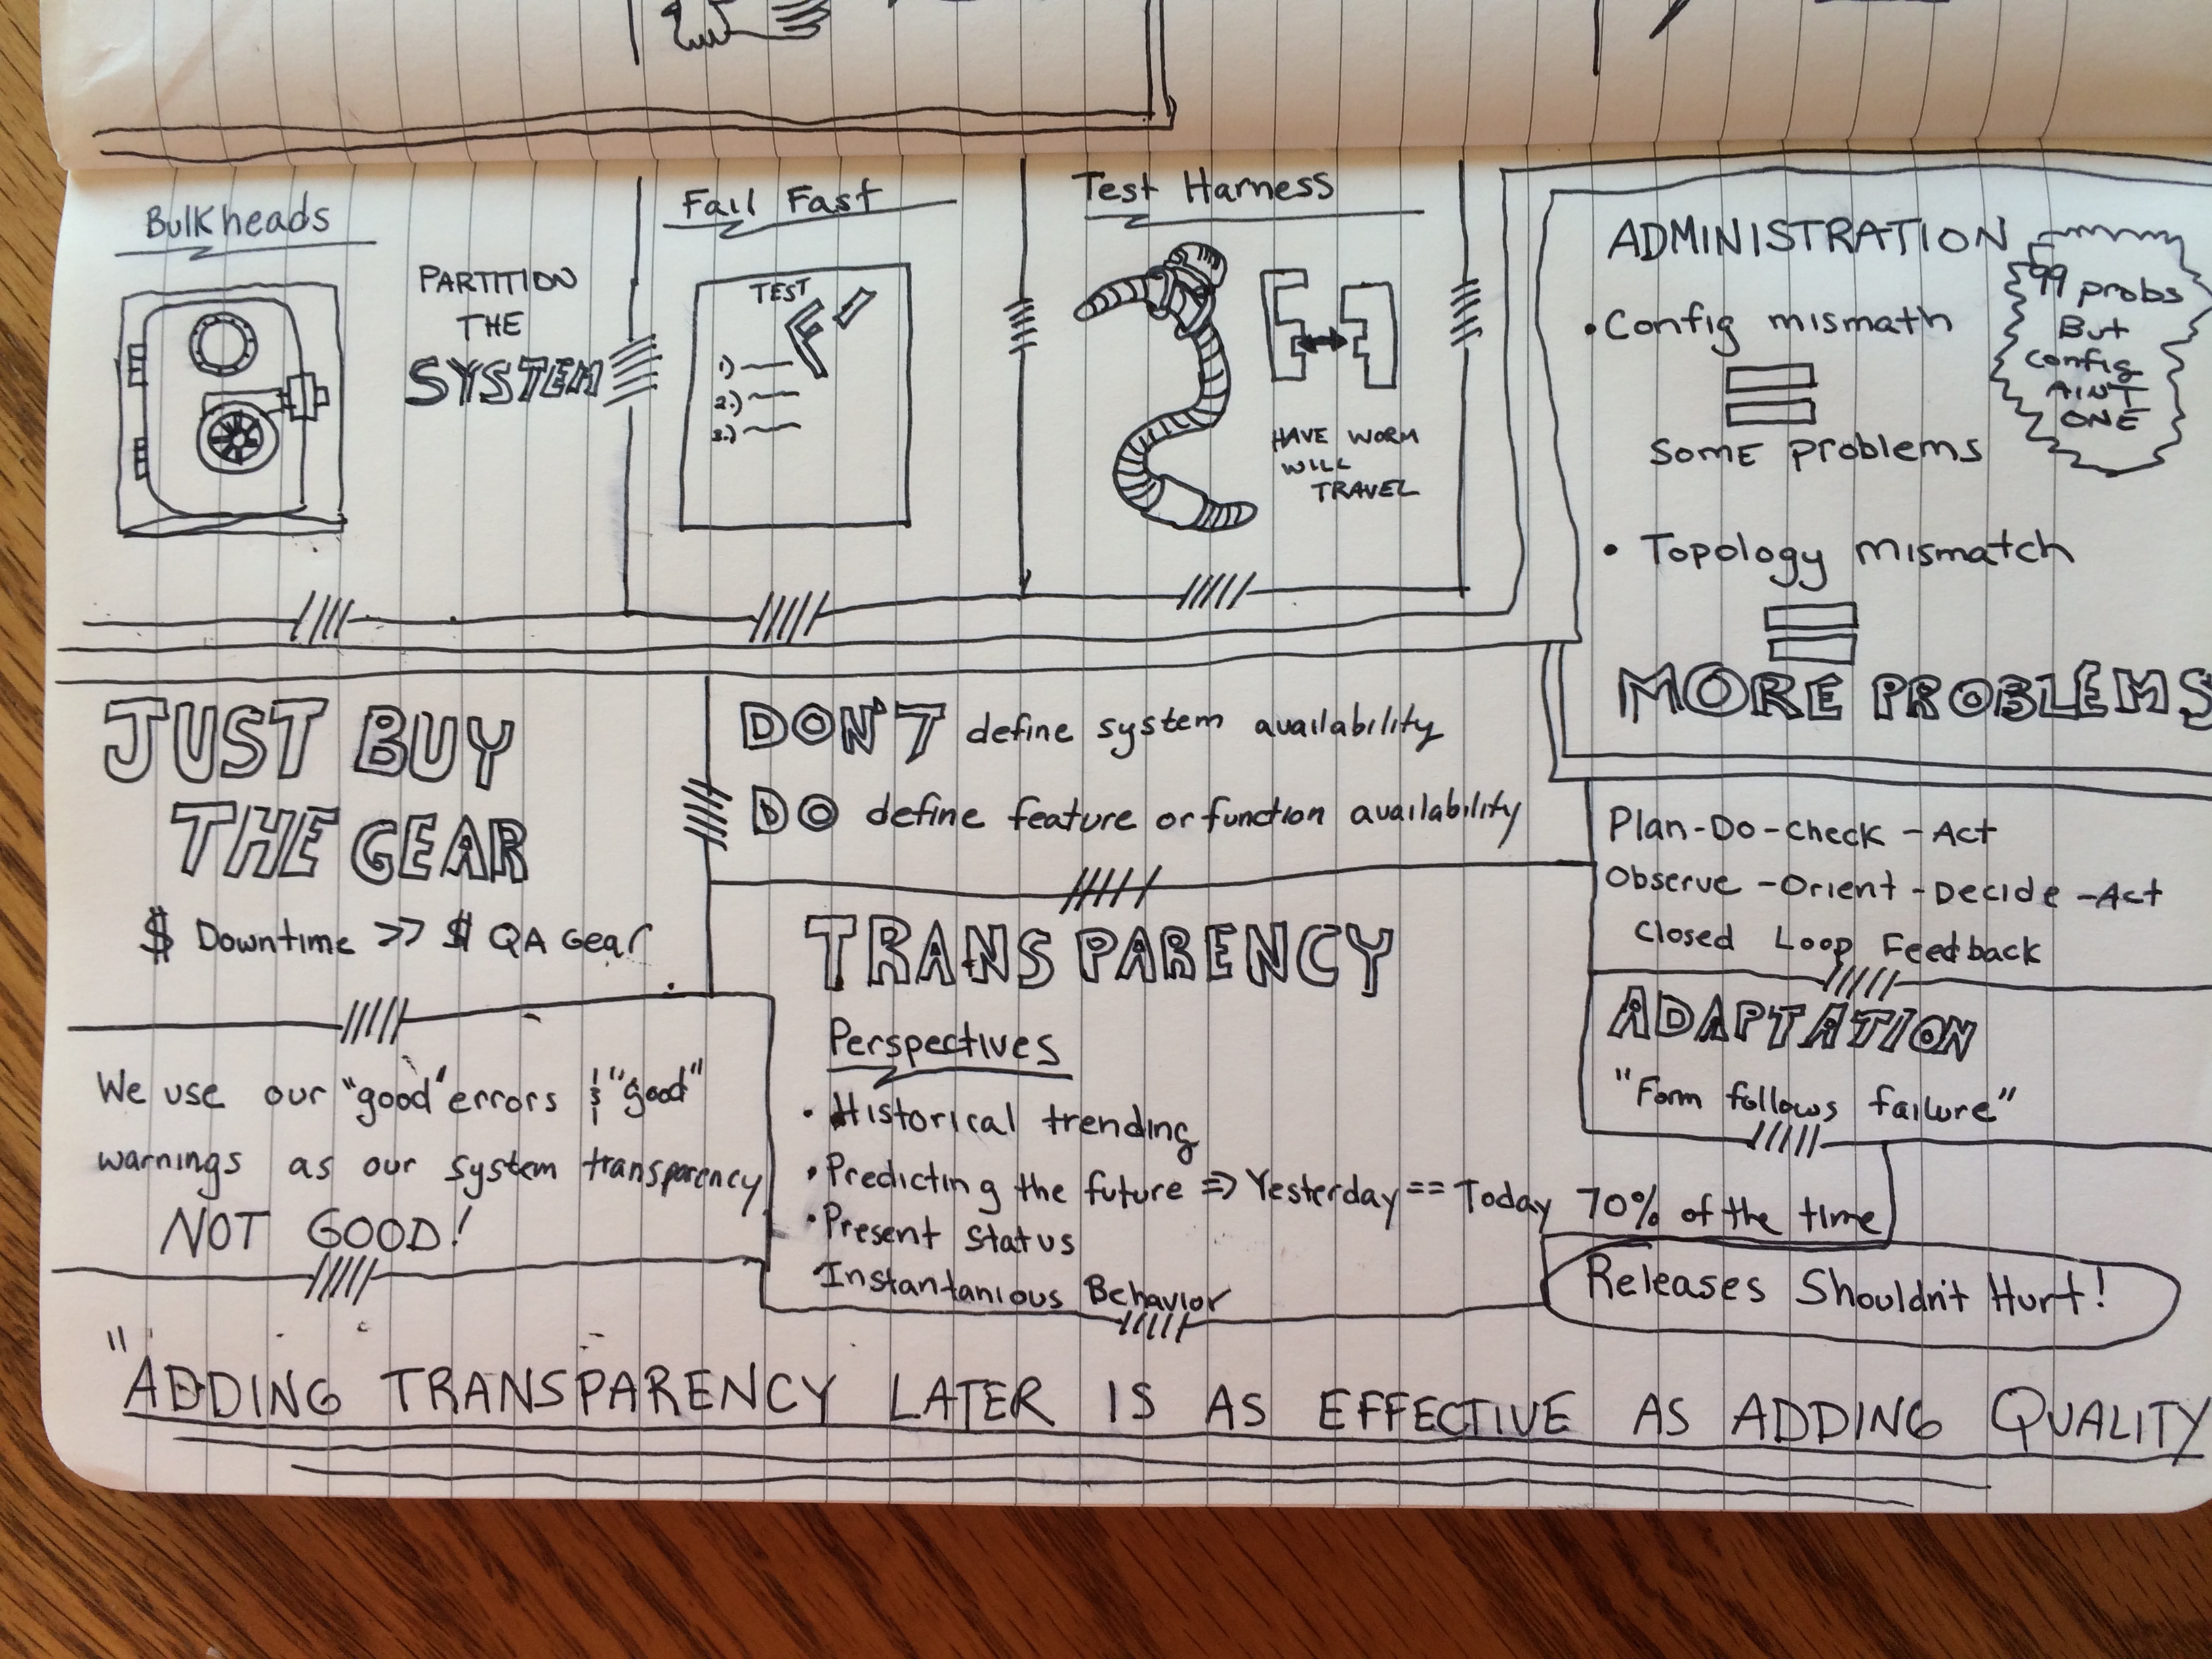 Bulkheads
PARTITION
THE
SYSTEM
Fail Fast
TEST
1)
2.)
3.)
Test Harness
HAVE WORM
WILL
TRAVEL
ADMINISTRATION
• Config mismath
=
Some Problems
99 probs
But
config
AIN'T
ONE
• Topology mismatch
=
MORE PROBLEMS
JUST BUY
THE GEAR
$ Downtime >> $ QA Gear
DON'T define system availability
DO define feature or function availability
Plan-Do-Check-Act
Observe-Orient-Decide-Act
Closed Loop Feedback
We use our "good" errors & "good"
warnings as our system transparency
NOT GOOD!
TRANSPARENCY
Perspectives
• Historical trending
• Predicting the future => Yesterday == Today 70% of the time
• Present Status
Instantanious Behavior
ADAPTATION
"Form follows failure"
Releases Shouldn't Hurt!
"ADDING TRANSPARENCY LATER IS AS EFFECTIVE AS ADDING QUALITY